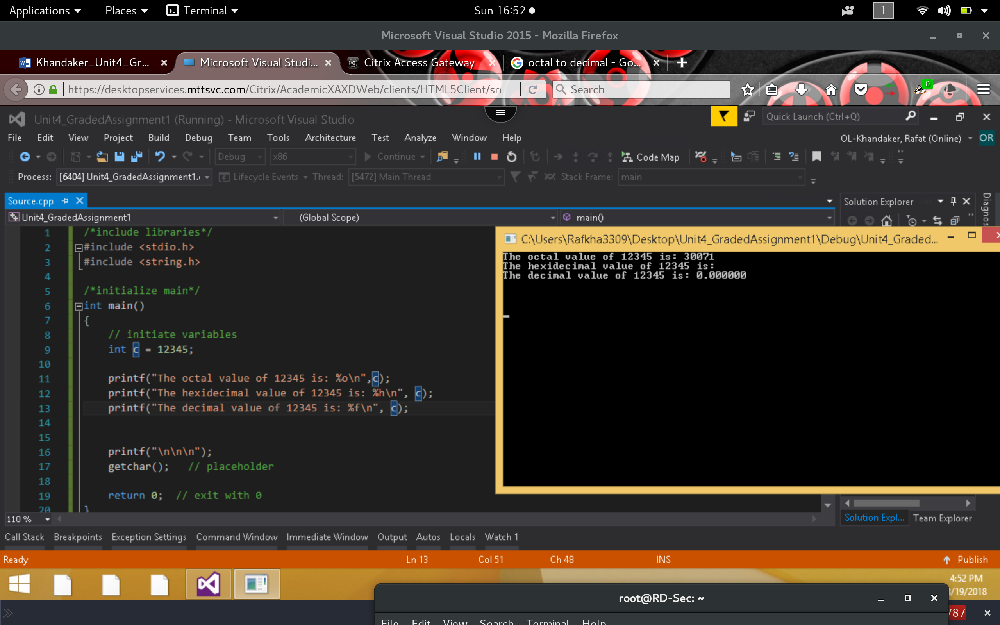 Applications Places Terminal Sun 16:52 1
Microsoft Visual Studio 2015 - Mozilla Firefox
Khandaker_Unit4_Gr... Microsoft Visual Studi... Citrix Access Gateway octal to decimal - Go...
https://desktopservices.mttsvc.com/Citrix/AcademicXAXDWeb/clients/HTML5Client/src Search 0
Unit4_GradedAssignment1 (Running) - Microsoft Visual Studio Quick Launch (Ctrl+Q)
File Edit View Project Build Debug Team Tools Architecture Test Analyze Window Help OL-Khandaker, Rafat (Online) OR
Debug x86 Continue Code Map
Process: [6404] Unit4_GradedAssignment1. Lifecycle Events Thread: [5472] Main Thread Stack Frame: main
Source.cpp Solution Explorer Diagnos
Unit4_GradedAssignment1 (Global Scope) main()
1 /*include libraries*/
2 #include <stdio.h>
3 #include <string.h>
4
5 /*initialize main*/
6 int main()
7 {
8 // initiate variables
9 int c = 12345;
10
11 printf("The octal value of 12345 is: %o\n",c);
12 printf("The hexidecimal value of 12345 is: %h\n", c);
13 printf("The decimal value of 12345 is: %f\n", c);
14
15
16 printf("\n\n\n");
17 getchar(); // placeholder
18
19 return 0; // exit with 0
20 }
C:\Users\Rafkha3309\Desktop\Unit4_GradedAssignment1\Debug\Unit4_Graded...
The octal value of 12345 is: 30071
The hexidecimal value of 12345 is:
The decimal value of 12345 is: 0.000000
110 %
Solution Expl... Team Explorer
Call Stack Breakpoints Exception Settings Command Window Immediate Window Output Autos Locals Watch 1
Ready Ln 13 Col 51 Ch 48 INS Publish
4:52 PM
/19/2018
root@RD-Sec: ~
787
File Edit View Search Terminal Help